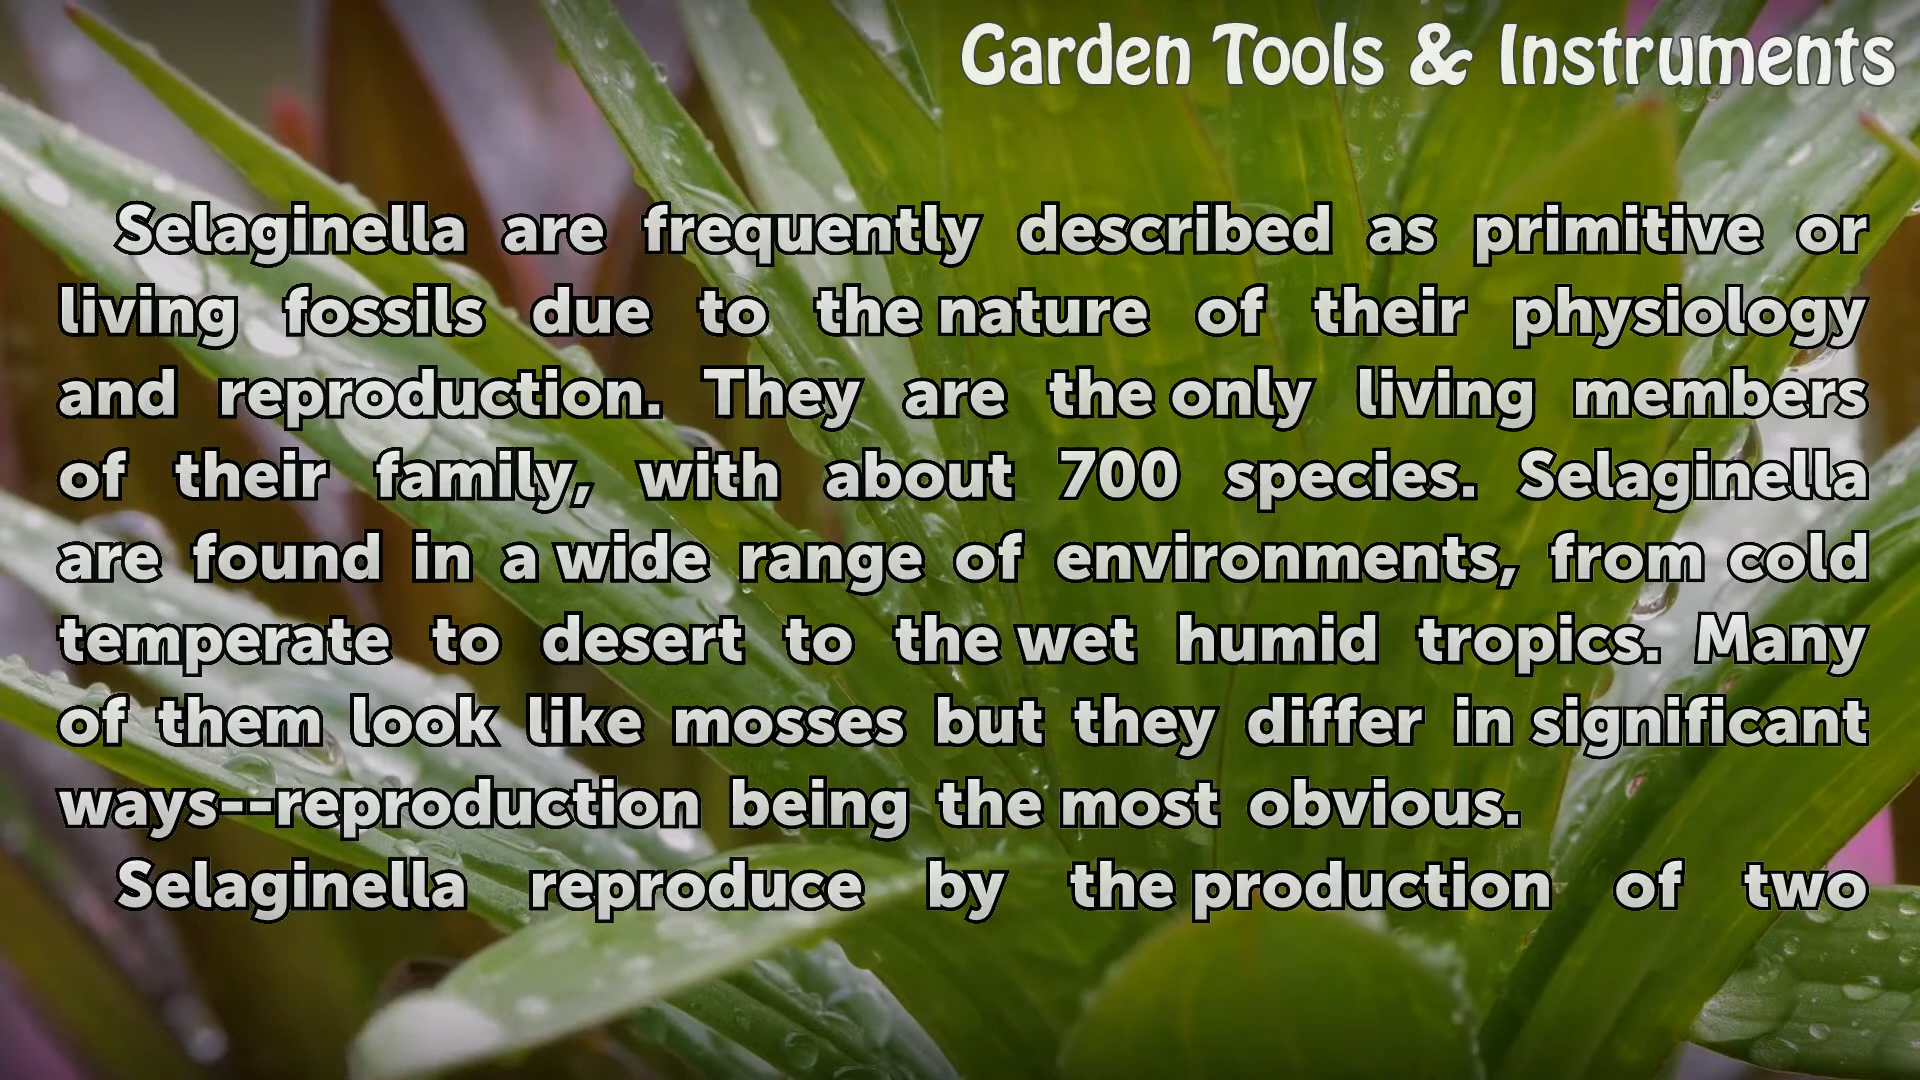 Garden Tools & Instruments
Selaginella are frequently described as primitive or
living fossils due to the nature of their physiology
and reproduction. They are the only living members
of their family, with about 700 species. Selaginella
are found in a wide range of environments, from cold
temperate to desert to the wet humid tropics. Many
of them look like mosses but they differ in significant
ways--reproduction being the most obvious.
Selaginella reproduce by the production of two